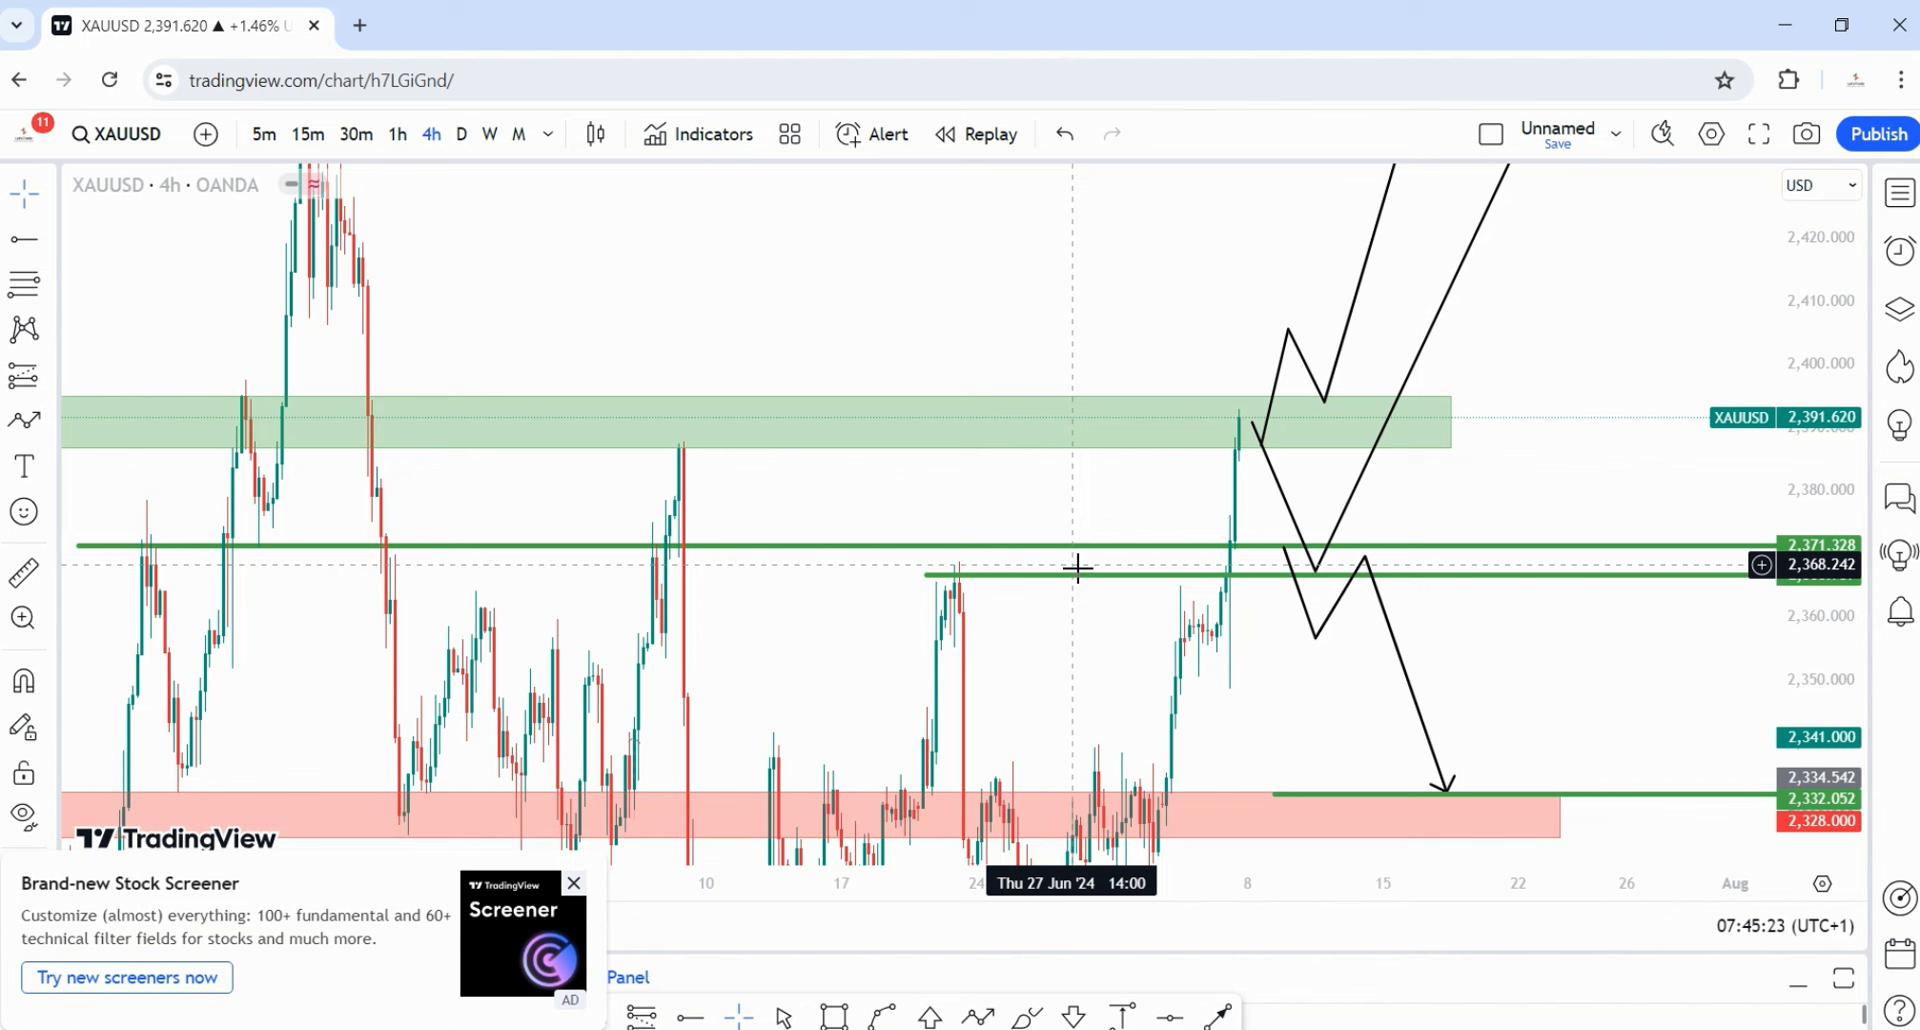 XAUUSD 2,391.620 ▲ +1.46% U
tradingview.com/chart/h7LGiGnd/
11
XAUUSD
5m 15m 30m 1h 4h D W M
Indicators
Alert
Replay
Unnamed
Save
Publish
XAUUSD · 4h · OANDA
USD
2,420.000
2,410.000
2,400.000
XAUUSD 2,391.620
2,380.000
2,371.328
2,368.242
2,360.000
2,350.000
2,341.000
2,334.542
2,332.052
2,328.000
TradingView
10 17 24 Thu 27 Jun '24 14:00 8 15 22 26 Aug
Brand-new Stock Screener
Customize (almost) everything: 100+ fundamental and 60+
technical filter fields for stocks and much more.
Try new screeners now
TradingView
Screener
AD
07:45:23 (UTC+1)
Panel